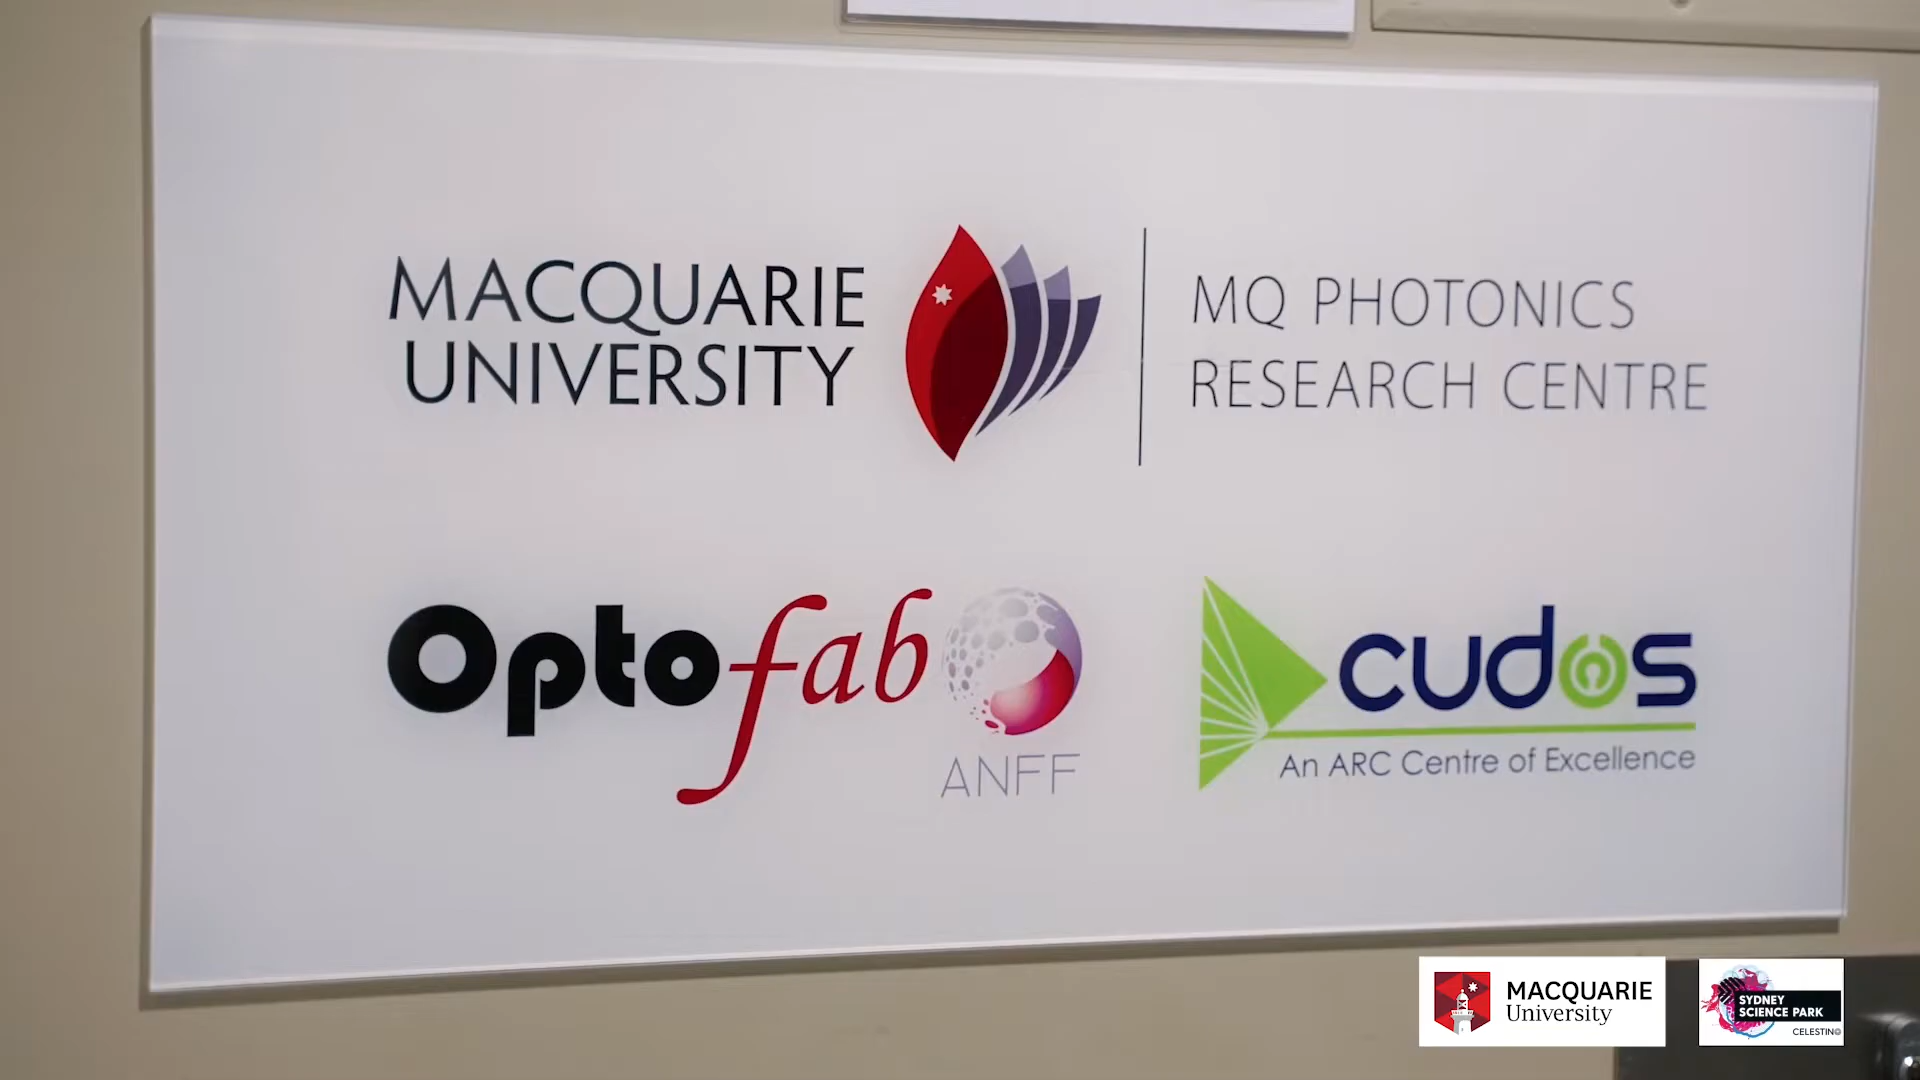 MACQUARIE
UNIVERSITY
MQ PHOTONICS
RESEARCH CENTRE
Optofab
ANFF
cudos
An ARC Centre of Excellence
MACQUARIE
University
SYDNEY
SCIENCE PARK
CELESTINO